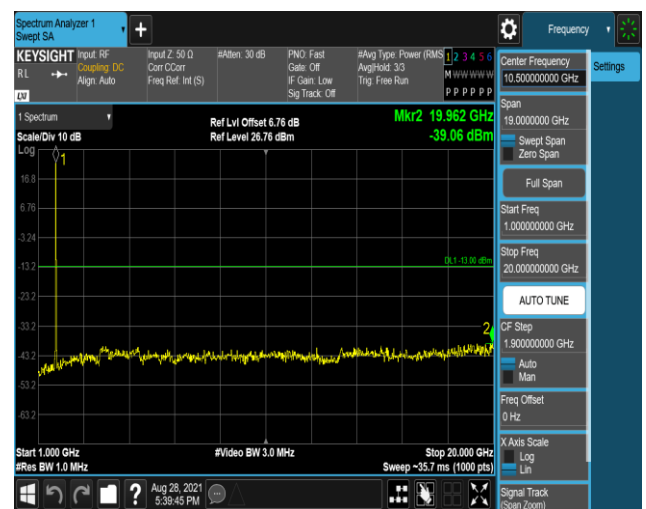 Spectrum Analyzer 1
Swept SA
Frequency
KEYSIGHT
Input: RF
Coupling: DC
Align: Auto
Input Z: 50 Ω
Corr CCorr
Freq Ref: Int (S)
#Atten: 30 dB
PNO: Fast
Gate: Off
IF Gain: Low
Sig Track: Off
#Avg Type: Power (RMS
Avg|Hold: 3/3
Trig: Free Run
1 2 3 4 5 6
M W W W W W
P P P P P P
R L
LXI
1 Spectrum
Scale/Div 10 dB
Ref Lvl Offset 6.76 dB
Ref Level 26.76 dBm
Mkr2 19.962 GHz
-39.06 dBm
Log
1
16.8
6.76
-3.24
-13.2
DL1 -13.00 dBm
-23.2
-33.2
2
-43.2
-53.2
-63.2
Start 1.000 GHz
#Res BW 1.0 MHz
#Video BW 3.0 MHz
Stop 20.000 GHz
Sweep ~35.7 ms (1000 pts)
Center Frequency
10.500000000 GHz
Settings
Span
19.0000000 GHz
Swept Span
Zero Span
Full Span
Start Freq
1.000000000 GHz
Stop Freq
20.000000000 GHz
AUTO TUNE
CF Step
1.900000000 GHz
Auto
Man
Freq Offset
0 Hz
X Axis Scale
Log
Lin
Signal Track
(Span Zoom)
?
Aug 28, 2021
5:39:45 PM